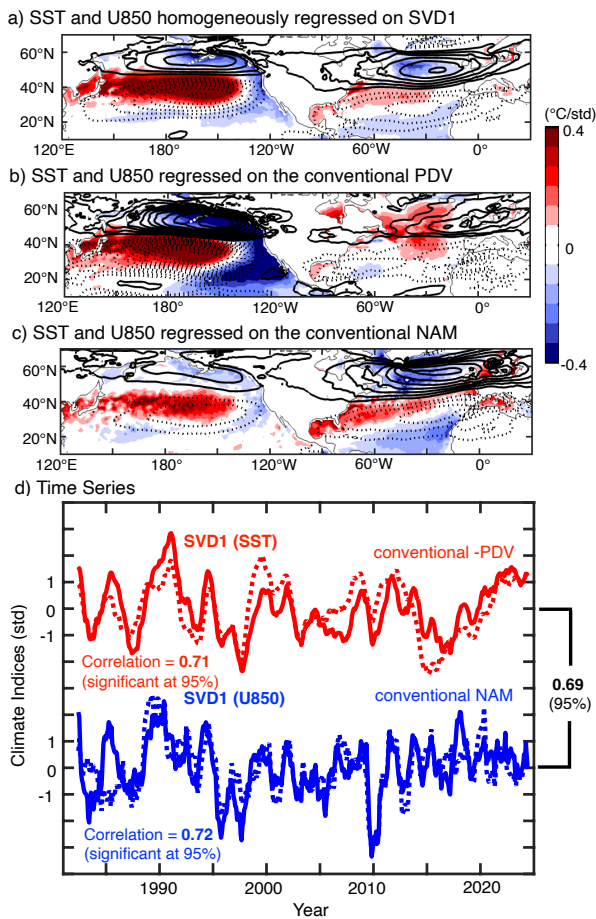 a) SST and U850 homogeneously regressed on SVD1
60°N
40°N
20°N
120°E 180° 120°W 60°W 0°
(°C/std)
0.4
0
-0.4
b) SST and U850 regressed on the conventional PDV
60°N
40°N
20°N
120°E 180° 120°W 60°W 0°
c) SST and U850 regressed on the conventional NAM
60°N
40°N
20°N
120°E 180° 120°W 60°W 0°
d) Time Series
SVD1 (SST)
conventional -PDV
1
0
-1
Correlation = 0.71
(significant at 95%)
SVD1 (U850)
conventional NAM
1
0
-1
Correlation = 0.72
(significant at 95%)
0.69
(95%)
Climate Indices (std)
1990 2000 2010 2020
Year